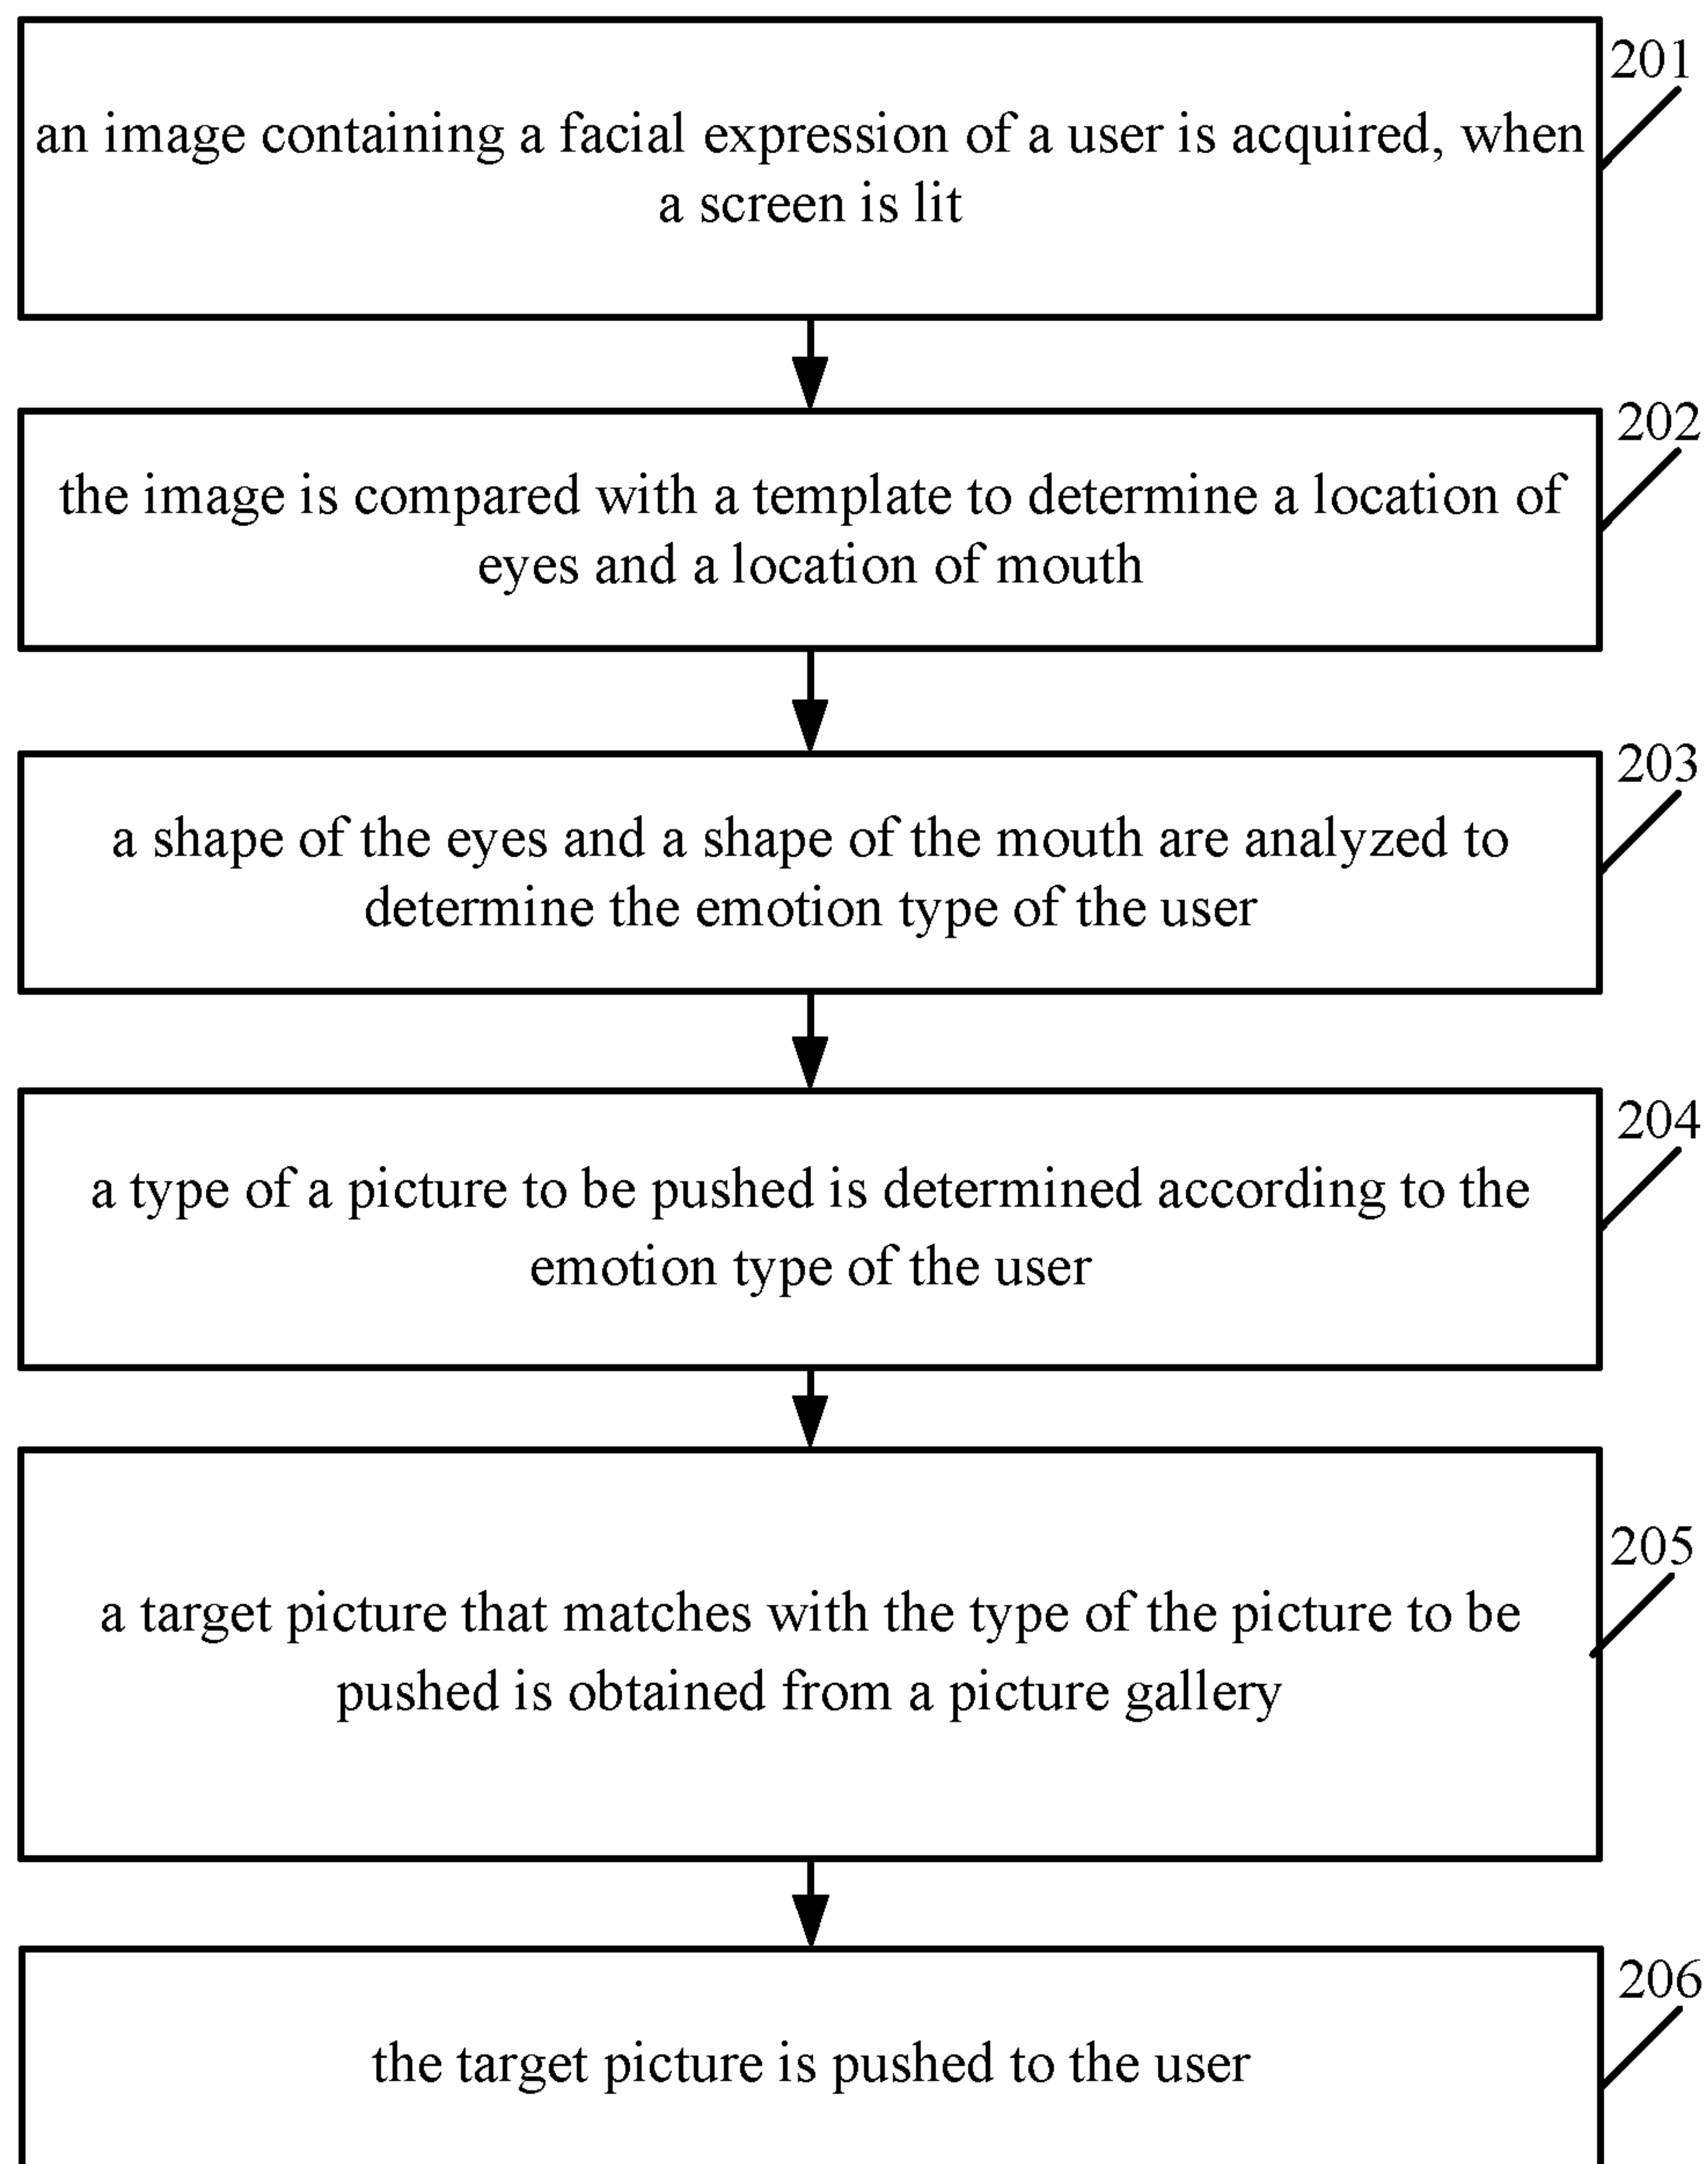 201
an image containing a facial expression of a user is acquired, when
a screen is lit
202
the image is compared with a template to determine a location of
eyes and a location of mouth
203
a shape of the eyes and a shape of the mouth are analyzed to
determine the emotion type of the user
204
a type of a picture to be pushed is determined according to the
emotion type of the user
205
a target picture that matches with the type of the picture to be
pushed is obtained from a picture gallery
206
the target picture is pushed to the user